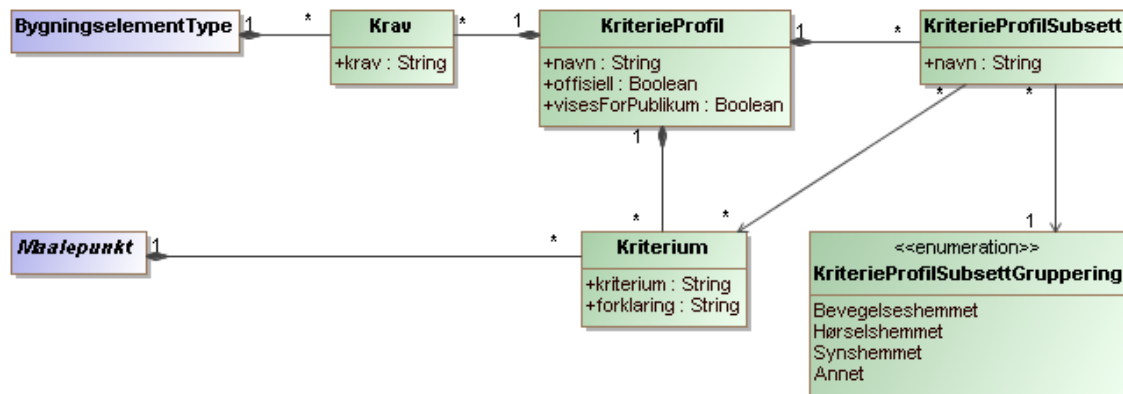 BygningselementType
1
*
Krav
+krav : String
*
1
KriterieProfil
+navn : String
+offisiell : Boolean
+visesForPublikum : Boolean
1
*
KriterieProfilSubsett
+navn : String
1
*
*
*
*
1
Maalepunkt
1
*
Kriterium
+kriterium : String
+forklaring : String
<<enumeration>>
KriterieProfilSubsettGruppering
Bevegelseshemmet
Hørselshemmet
Synshemmet
Annet